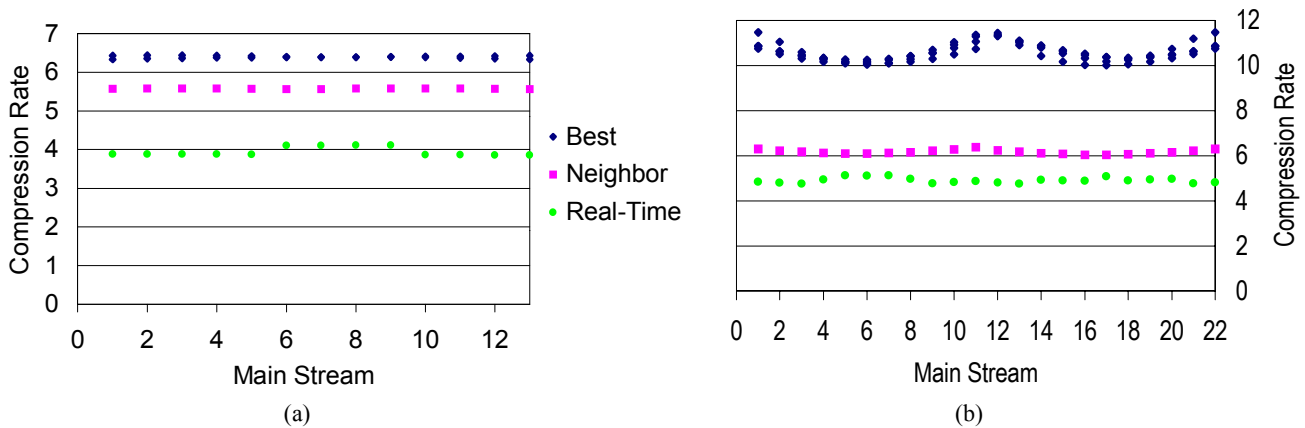 7
6
5
4
3
2
1
0
Compression Rate
0 2 4 6 8 10 12
Main Stream
(a)
Best
Neighbor
Real-Time
12
10
8
6
4
2
0
Compression Rate
0 2 4 6 8 10 12 14 16 18 20 22
Main Stream
(b)